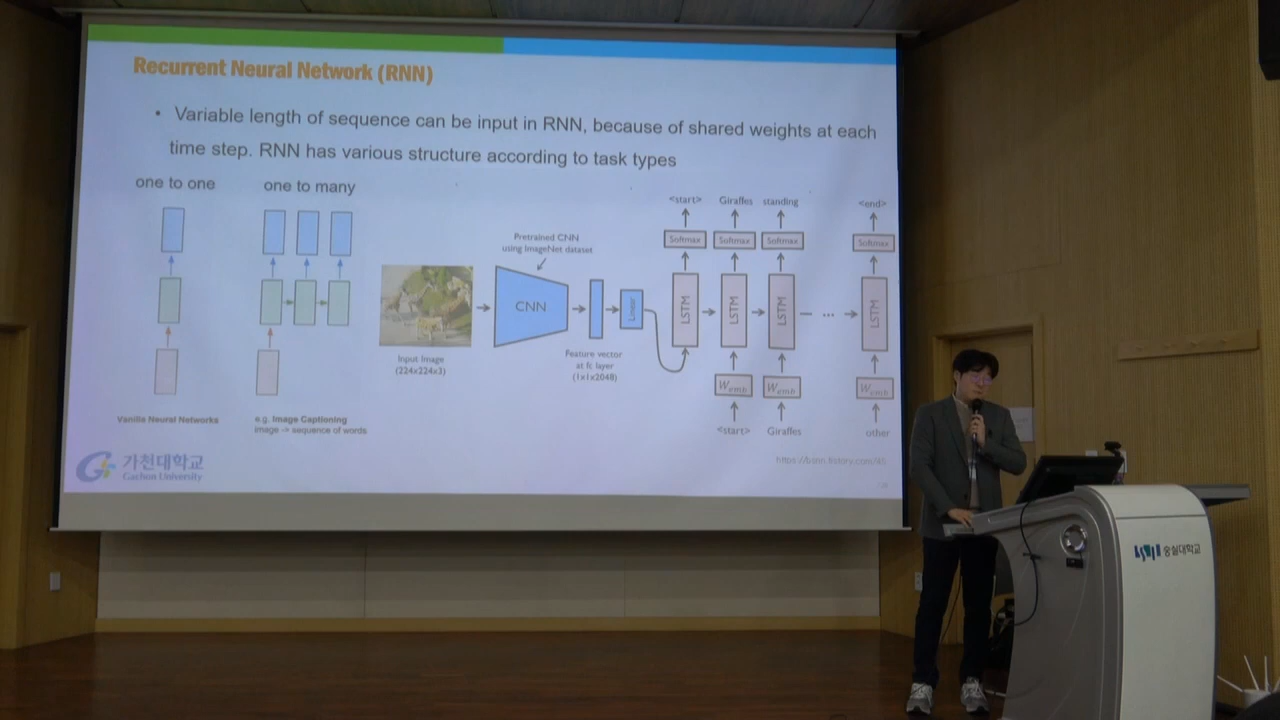 Recurrent Neural Network (RNN)
• Variable length of sequence can be input in RNN, because of shared weights at each
time step. RNN has various structure according to task types
one to one
one to many
Vanilla Neural Networks
e.g. Image Captioning
image -> sequence of words
Pretrained CNN
using ImageNet dataset
CNN
Input Image
(224x224x3)
Feature vector
at fc layer
(1x1x2048)
Linear
<start> Giraffes standing <end>
Softmax Softmax Softmax Softmax
LSTM LSTM LSTM ... LSTM
Wemb Wemb Wemb
<start> Giraffes other
가천대학교
Gachon University
숭실대학교